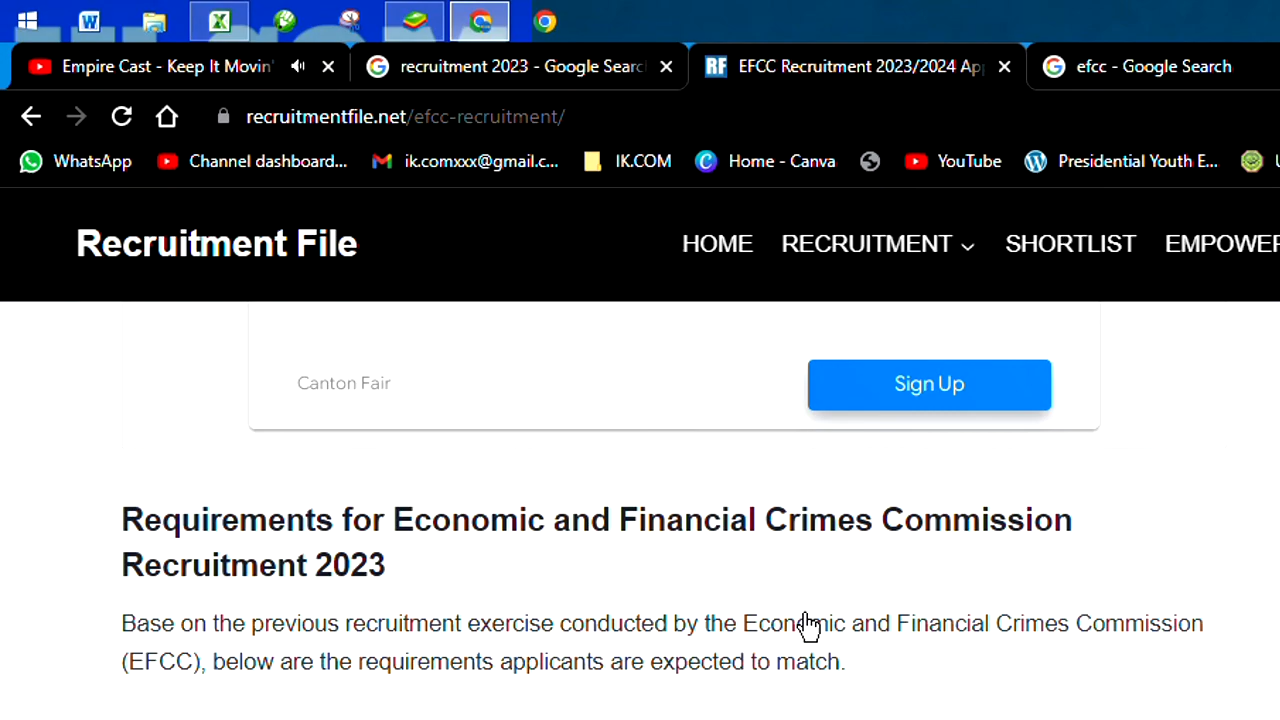 Empire Cast - Keep It Movin'
recruitment 2023 - Google Searc
EFCC Recruitment 2023/2024 Ap
efcc - Google Search
recruitmentfile.net/efcc-recruitment/
WhatsApp
Channel dashboard...
ik.comxxx@gmail.c...
IK.COM
Home - Canva
YouTube
Presidential Youth E...
Recruitment File
HOME
RECRUITMENT
SHORTLIST
EMPOWER
Canton Fair
Sign Up
Requirements for Economic and Financial Crimes Commission
Recruitment 2023
Base on the previous recruitment exercise conducted by the Economic and Financial Crimes Commission
(EFCC), below are the requirements applicants are expected to match.